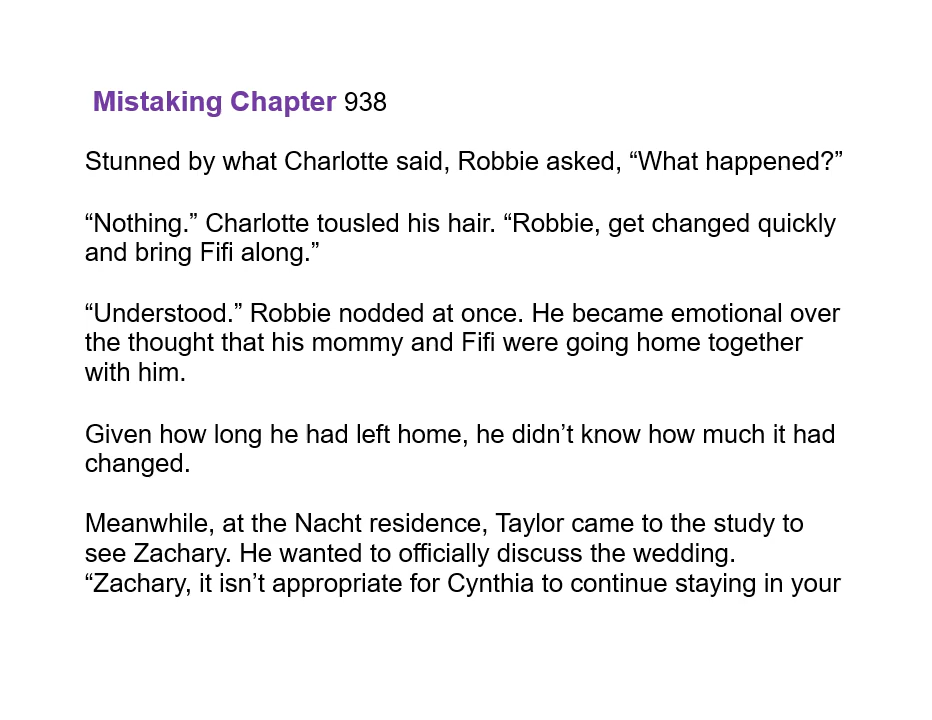 Mistaking Chapter 938
Stunned by what Charlotte said, Robbie asked, “What happened?”
“Nothing.” Charlotte tousled his hair. “Robbie, get changed quickly
and bring Fifi along.”
“Understood.” Robbie nodded at once. He became emotional over
the thought that his mommy and Fifi were going home together
with him.
Given how long he had left home, he didn’t know how much it had
changed.
Meanwhile, at the Nacht residence, Taylor came to the study to
see Zachary. He wanted to officially discuss the wedding.
“Zachary, it isn’t appropriate for Cynthia to continue staying in your